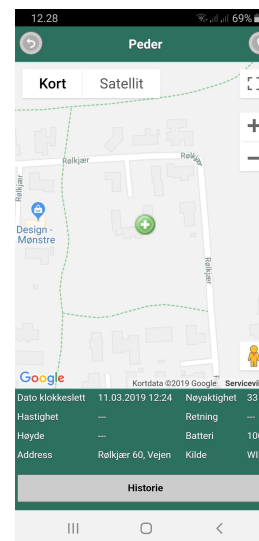 12.28 69%
Peder
Kort Satellit
Rølkjær
Rølkjær
Rølkjær
Rølkjær
Design -
Mønstre
Google Kortdata ©2019 Google Servicevil
Dato klokkeslett 11.03.2019 12:24 Nøyaktighet 33
Hastighet --- Retning ---
Høyde --- Batteri 100
Address Rølkjær 60, Vejen Kilde WI
Historie